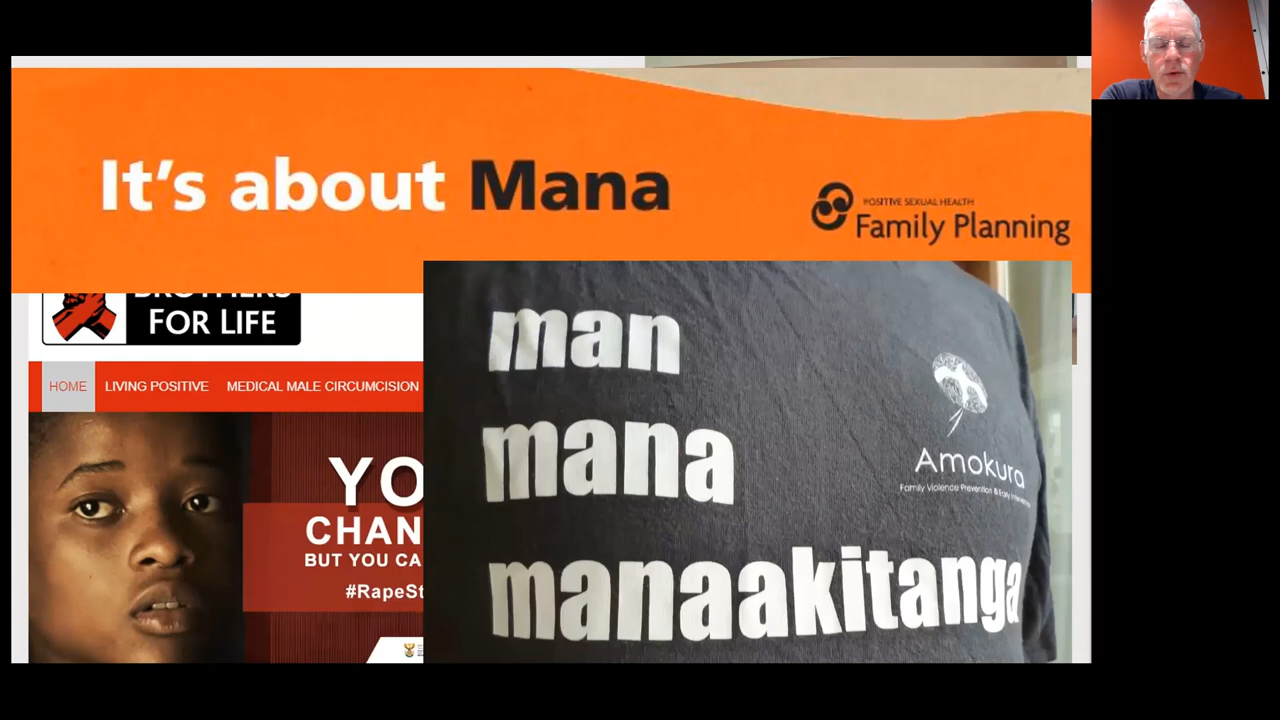 It's about Mana
POSITIVE SEXUAL HEALTH
Family Planning
BROTHERS
FOR LIFE
HOME LIVING POSITIVE MEDICAL MALE CIRCUMCISION
YO
CHAN
BUT YOU CA
#RapeSt
man
mana
manaakitanga
Amokura
Family Violence Prevention & Early